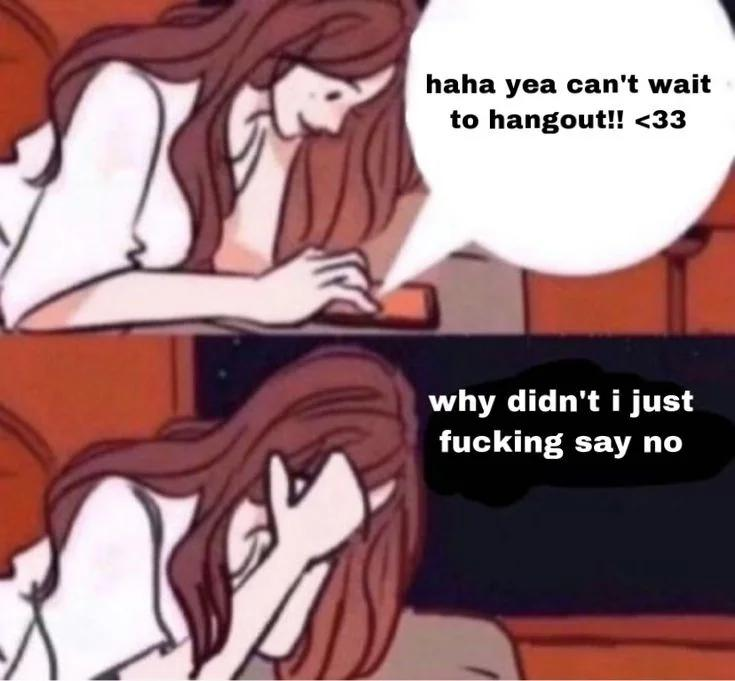 haha yea can't wait
to hangout!! <33
why didn't i just
fucking say no